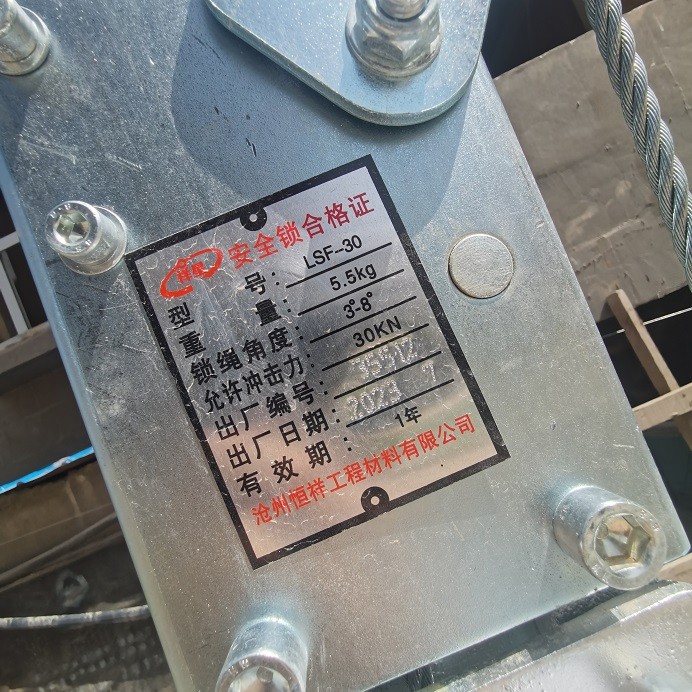 安全锁合格证
型号: LSF-30
重量: 5.5kg
锁绳角度: 3°-8°
允许冲击力: 30KN
出厂编号: 35512
出厂日期: 2023 7
有效期: 1年
沧州恒祥工程材料有限公司